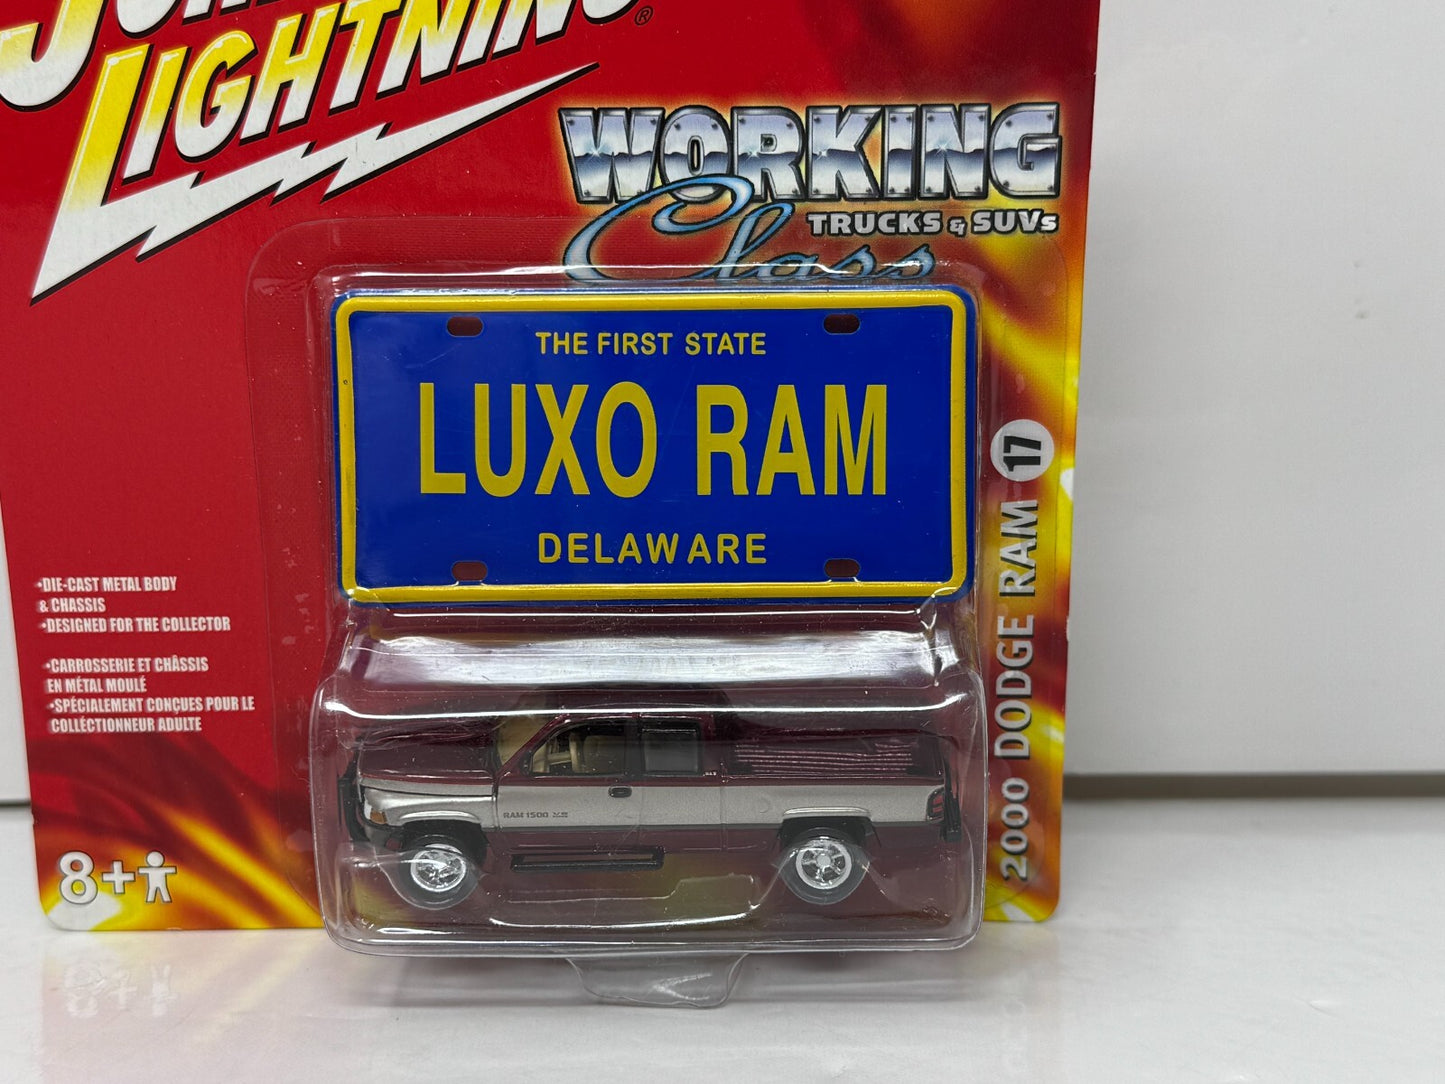 LIGHTNING®
WORKING
Class
TRUCKS & SUVs
THE FIRST STATE
LUXO RAM
DELAWARE
•DIE-CAST METAL BODY
& CHASSIS
•DESIGNED FOR THE COLLECTOR
•CARROSSERIE ET CHÂSSIS
EN MÉTAL MOULÉ
•SPÉCIALEMENT CONÇUES POUR LE
COLLÉCTIONNEUR ADULTE
8+
RAM 1500
2000 DODGE RAM 17